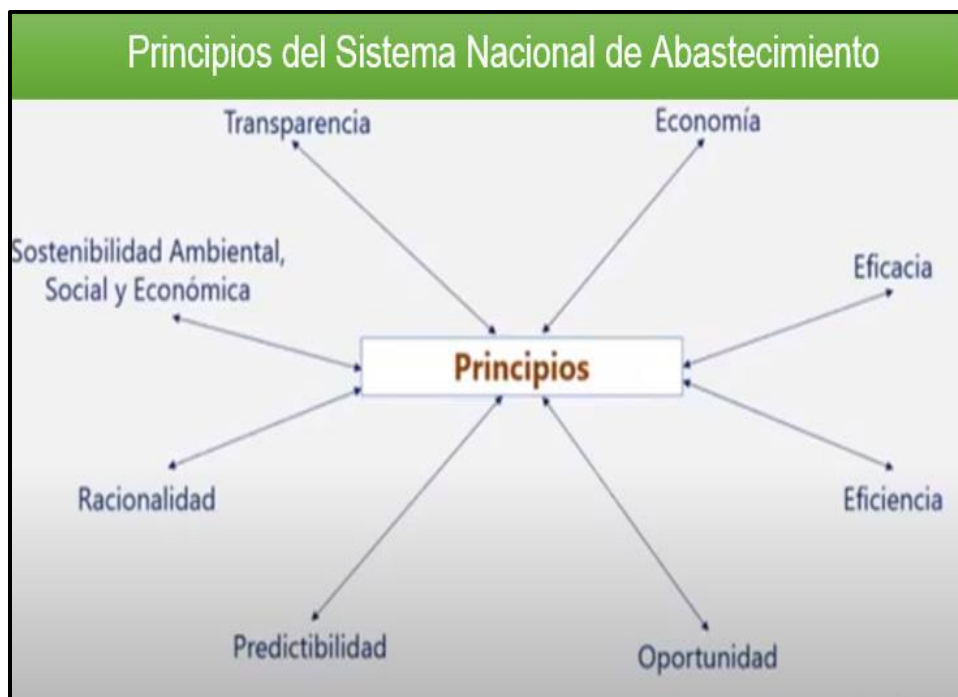 Principios del Sistema Nacional de Abastecimiento
Transparencia
Economía
Sostenibilidad Ambiental,
Social y Económica
Eficacia
Principios
Racionalidad
Eficiencia
Predictibilidad
Oportunidad